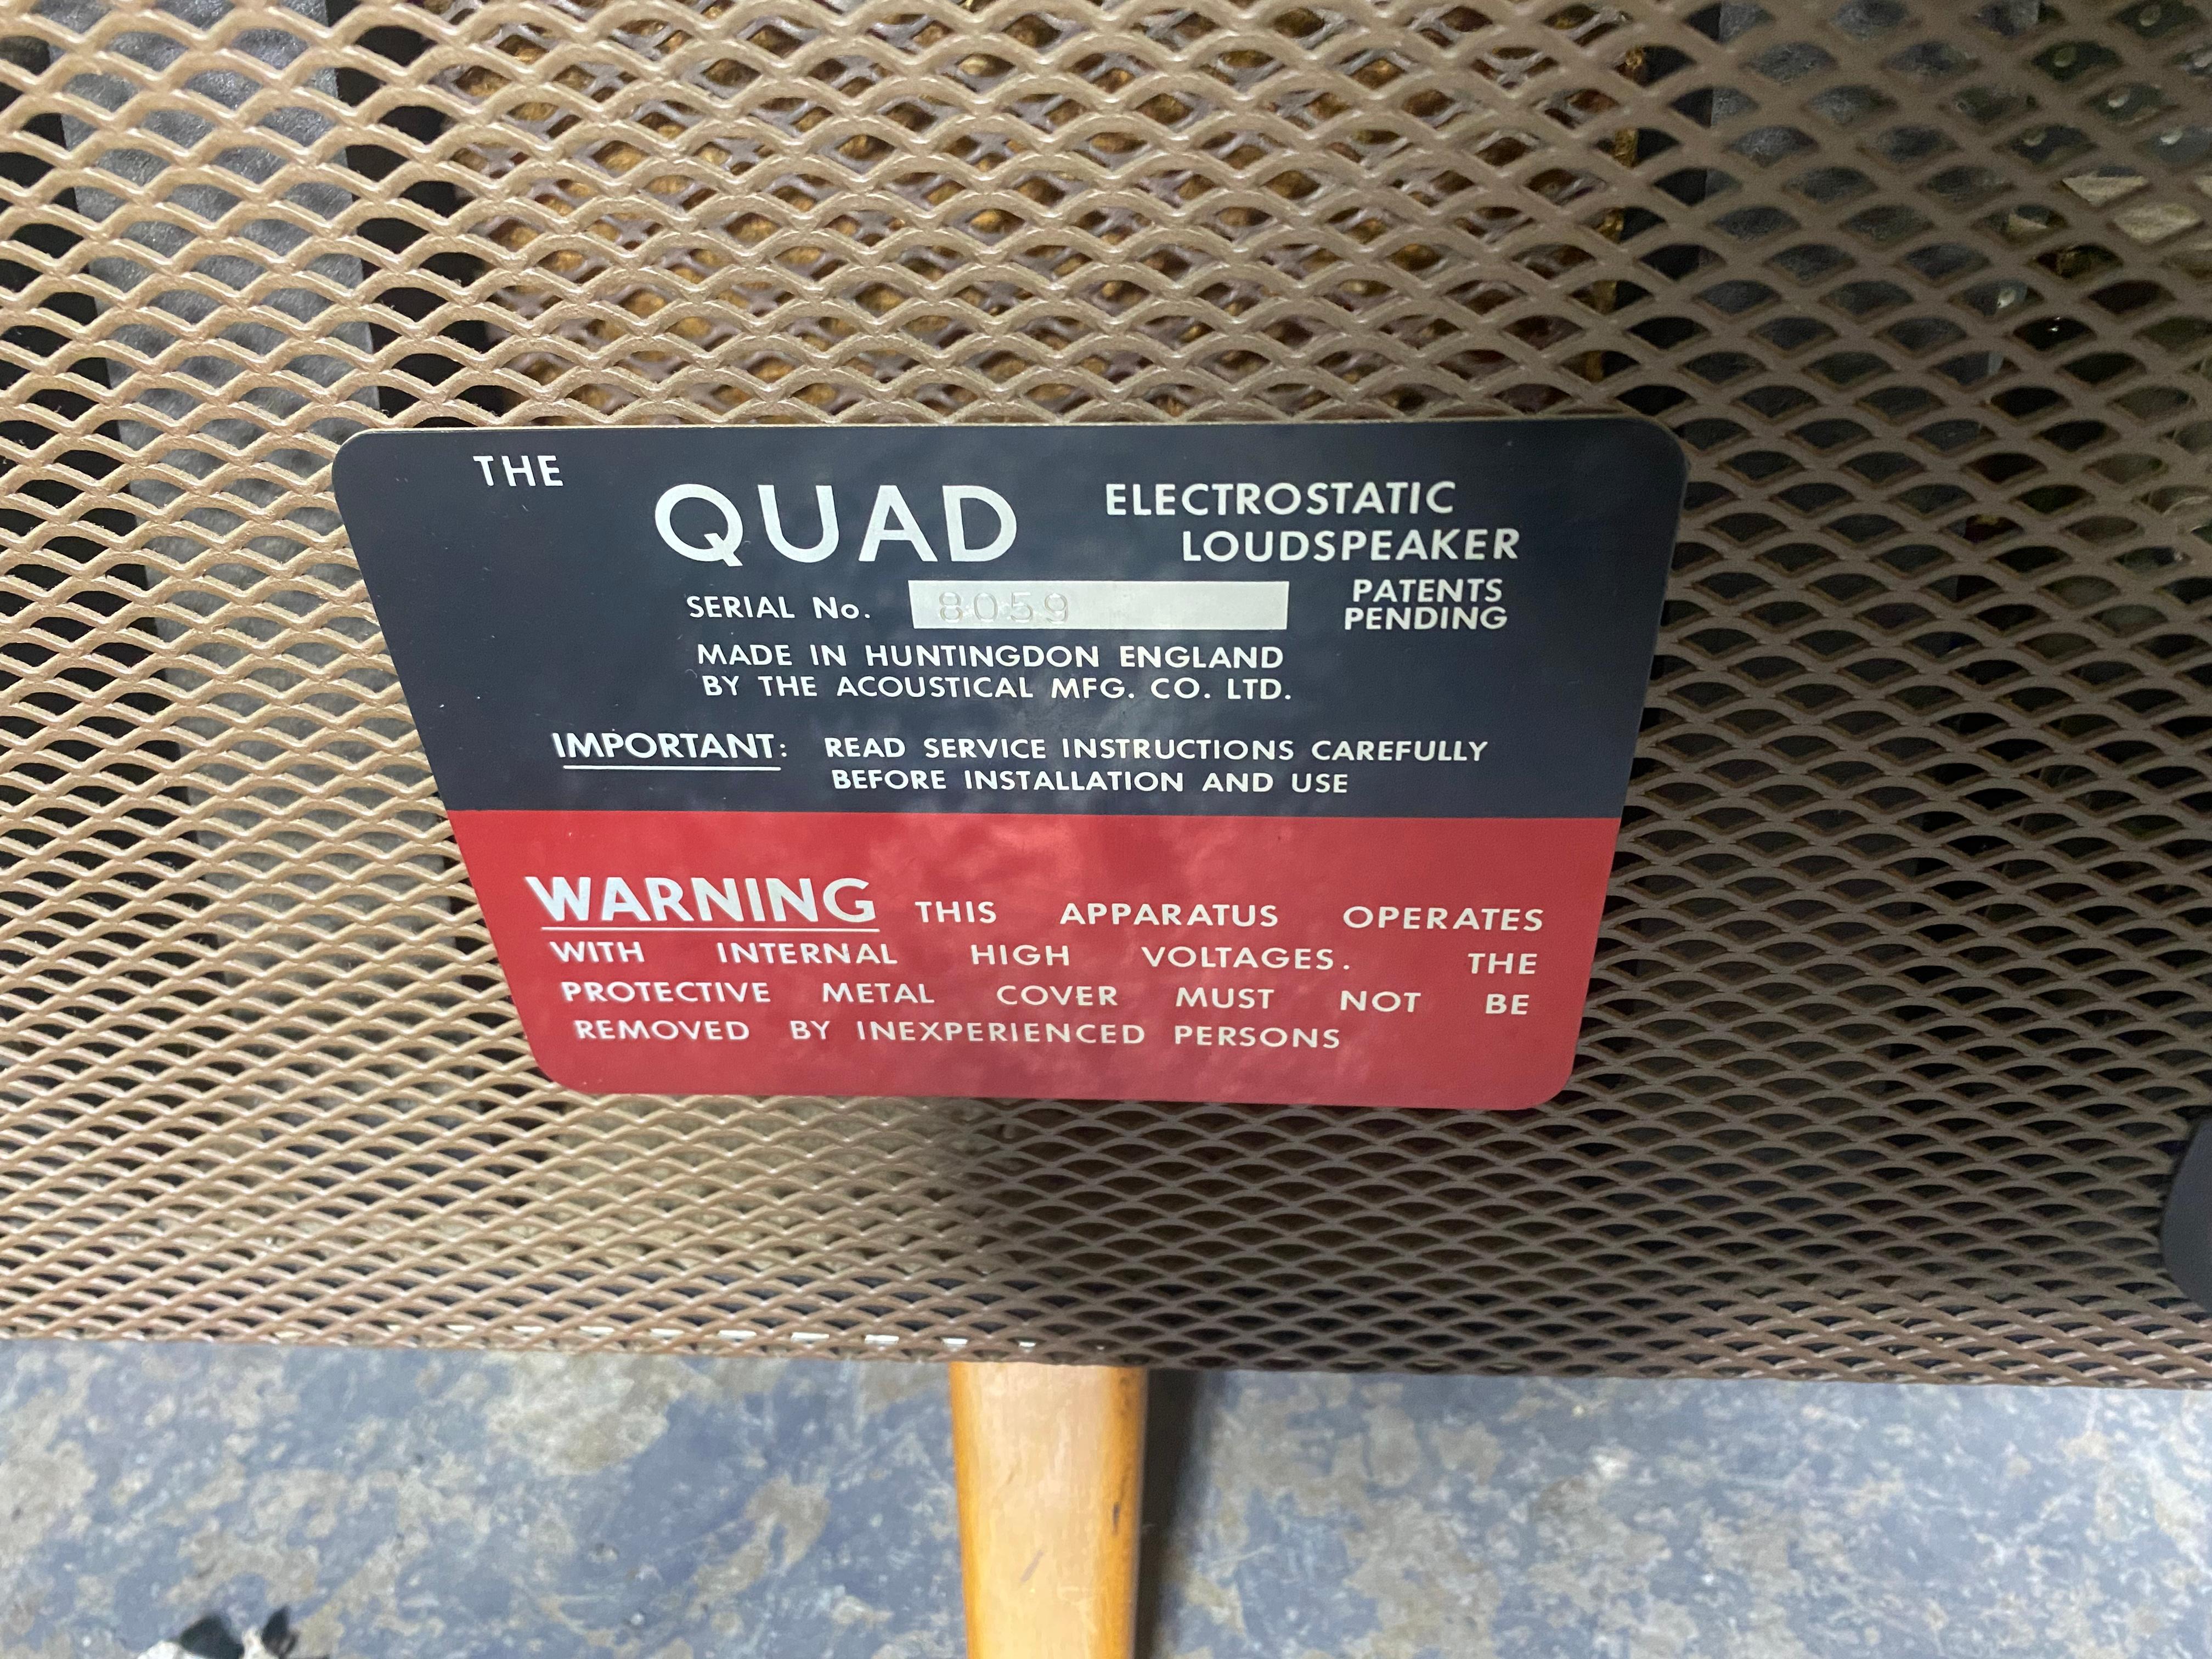 THE
QUAD ELECTROSTATIC
LOUDSPEAKER
SERIAL No. 8059 PATENTS
PENDING
MADE IN HUNTINGDON ENGLAND
BY THE ACOUSTICAL MFG. CO. LTD.
IMPORTANT: READ SERVICE INSTRUCTIONS CAREFULLY
BEFORE INSTALLATION AND USE
WARNING THIS APPARATUS OPERATES
WITH INTERNAL HIGH VOLTAGES. THE
PROTECTIVE METAL COVER MUST NOT BE
REMOVED BY INEXPERIENCED PERSONS